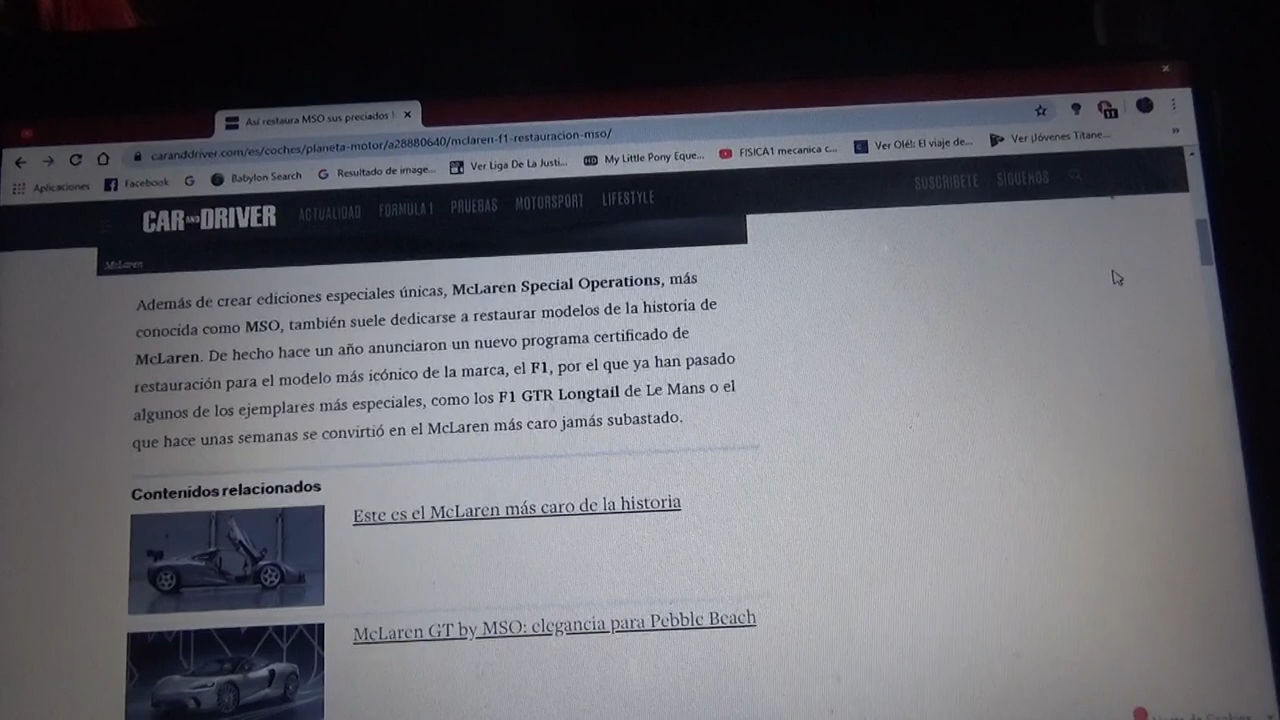 Así restaura MSO sus preciados
caranddriver.com/es/coches/planeta-motor/a28880640/mclaren-f1-restauracion-mso/
Aplicaciones Facebook Babylon Search Resultado de image... Ver Liga De La Justi... My Little Pony Eque... FISICA1 mecanica c... Ver Olé!: El viaje de... Ver ¡Jóvenes Titane...
CAR AND DRIVER ACTUALIDAD FÓRMULA 1 PRUEBAS MOTORSPORT LIFESTYLE SUSCRÍBETE SÍGUENOS
McLaren
Además de crear ediciones especiales únicas, McLaren Special Operations, más
conocida como MSO, también suele dedicarse a restaurar modelos de la historia de
McLaren. De hecho hace un año anunciaron un nuevo programa certificado de
restauración para el modelo más icónico de la marca, el F1, por el que ya han pasado
algunos de los ejemplares más especiales, como los F1 GTR Longtail de Le Mans o el
que hace unas semanas se convirtió en el McLaren más caro jamás subastado.
Contenidos relacionados
Este es el McLaren más caro de la historia
McLaren GT by MSO: elegancia para Pebble Beach